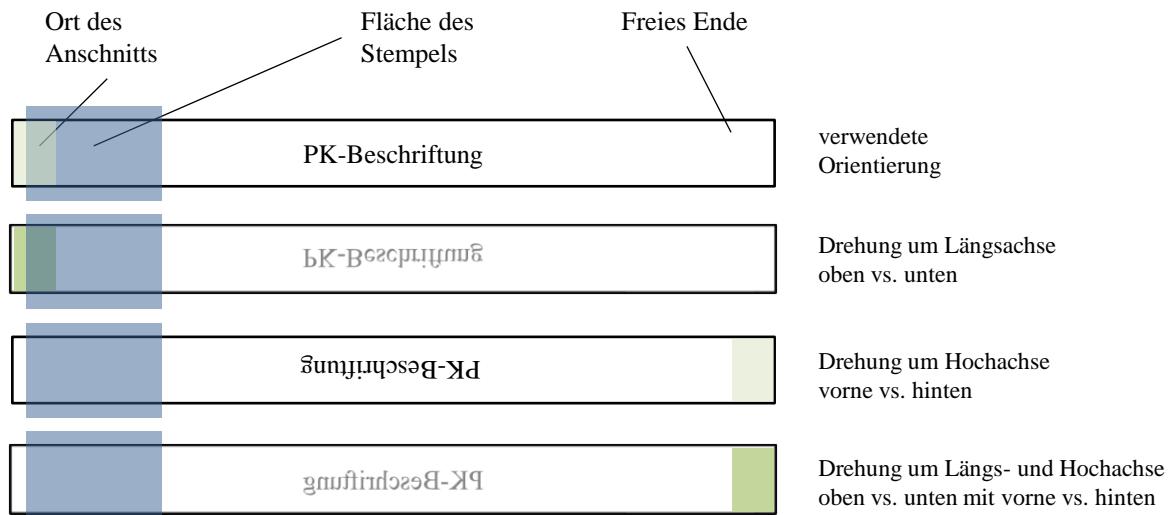 Ort des
Anschnitts
Fläche des
Stempels
Freies Ende
PK-Beschriftung
verwendete
Orientierung
PK-Beschriftung
Drehung um Längsachse
oben vs. unten
PK-Beschriftung
Drehung um Hochachse
vorne vs. hinten
PK-Beschriftung
Drehung um Längs- und Hochachse
oben vs. unten mit vorne vs. hinten